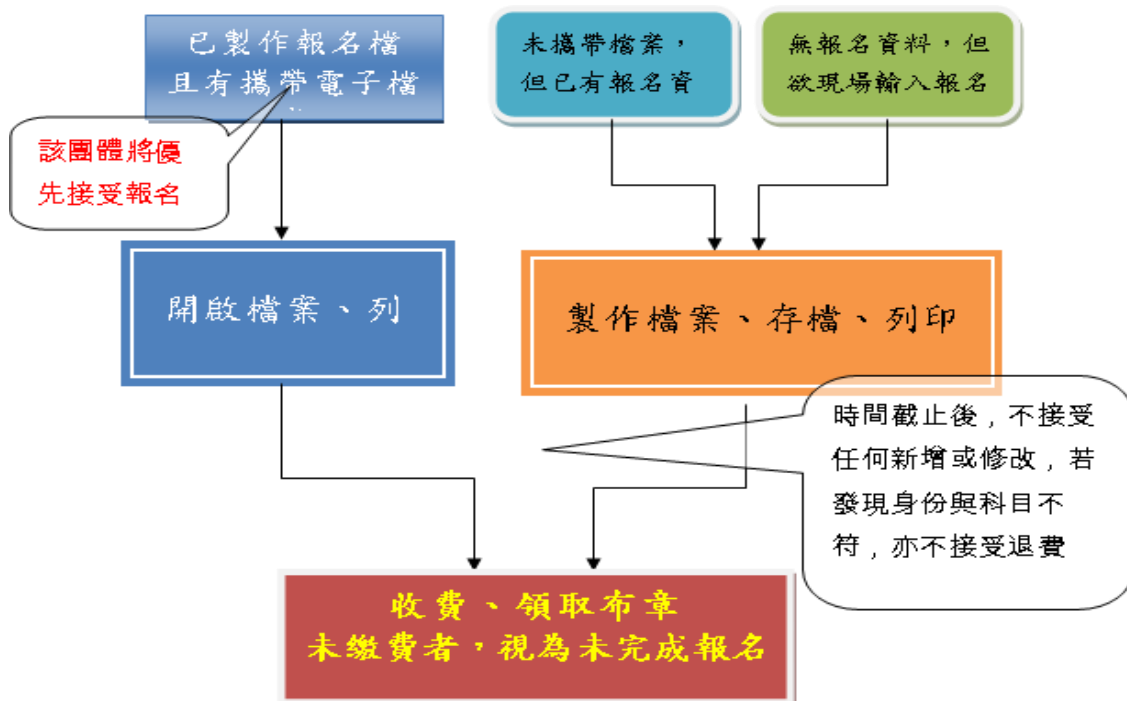 已製作報名檔
且有攜帶電子檔
未攜帶檔案，
但已有報名資
無報名資料，但
欲現場輸入報名
該團體將優
先接受報名
開啟檔案、列
製作檔案、存檔、列印
時間截止後，不接受
任何新增或修改，若
發現身份與科目不
符，亦不接受退費
收費、領取布章
未繳費者，視為未完成報名